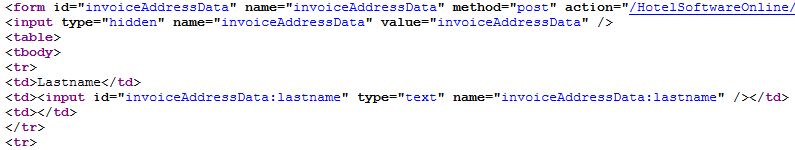 <form id="invoiceAddressData" name="invoiceAddressData" method="post" action="/HotelSoftwareOnline/
<input type="hidden" name="invoiceAddressData" value="invoiceAddressData" />
<table>
<tbody>
<tr>
<td>Lastname</td>
<td><input id="invoiceAddressData:lastname" type="text" name="invoiceAddressData:lastname" /></td>
<td></td>
</tr>
<tr>